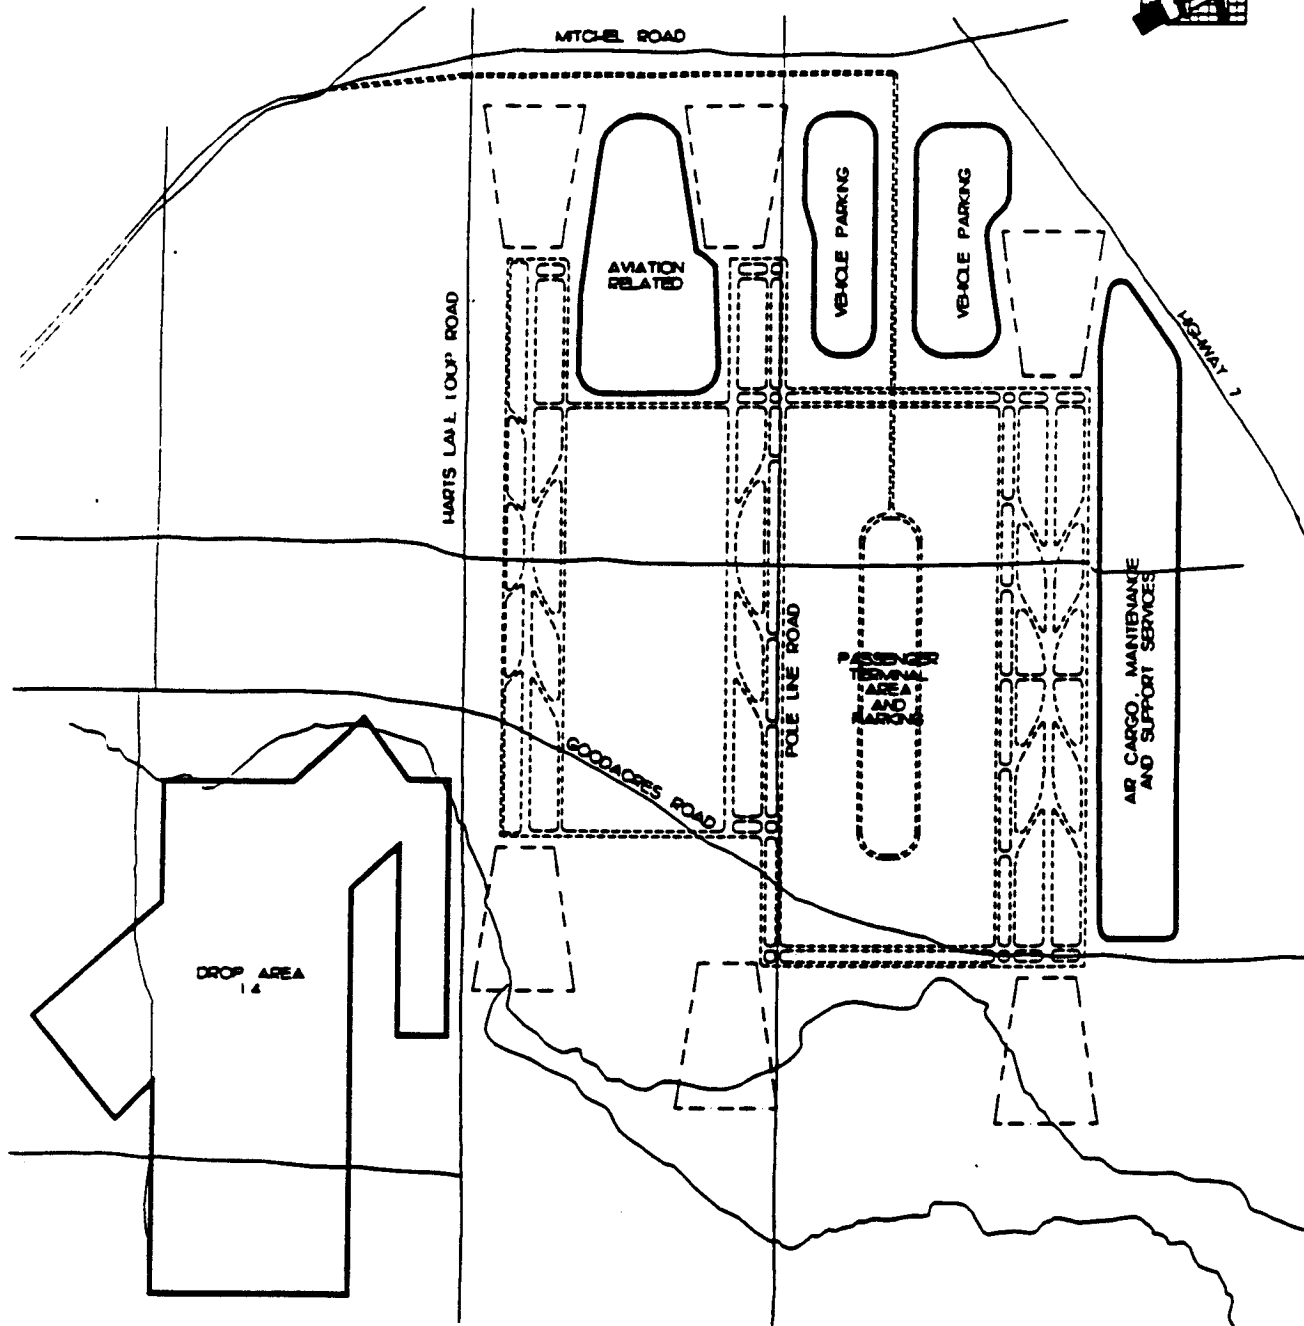 MITCHEL ROAD
VEHICLE PARKING
VEHICLE PARKING
AVIATION
RELATED
HARTS LAKE LOOP ROAD
HIGHWAY 7
AIR CARGO, MAINTENANCE
AND SUPPORT SERVICES
POLE LINE ROAD
PASSENGER
TERMINAL
AREA
AND
PARKING
GOODACRES ROAD
DROP AREA
14